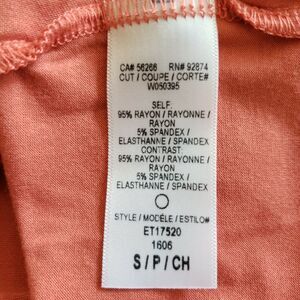 CA# 56266 RN# 92874
CUT / COUPE / CORTE#
W050395
SELF:
95% RAYON / RAYONNE /
RAYON
5% SPANDEX /
ELASTHANNE / SPANDEX
CONTRAST:
95% RAYON / RAYONNE /
RAYON
5% SPANDEX /
ELASTHANNE / SPANDEX
STYLE / MODÈLE / ESTILO#
ET17520
1606
S / P / CH